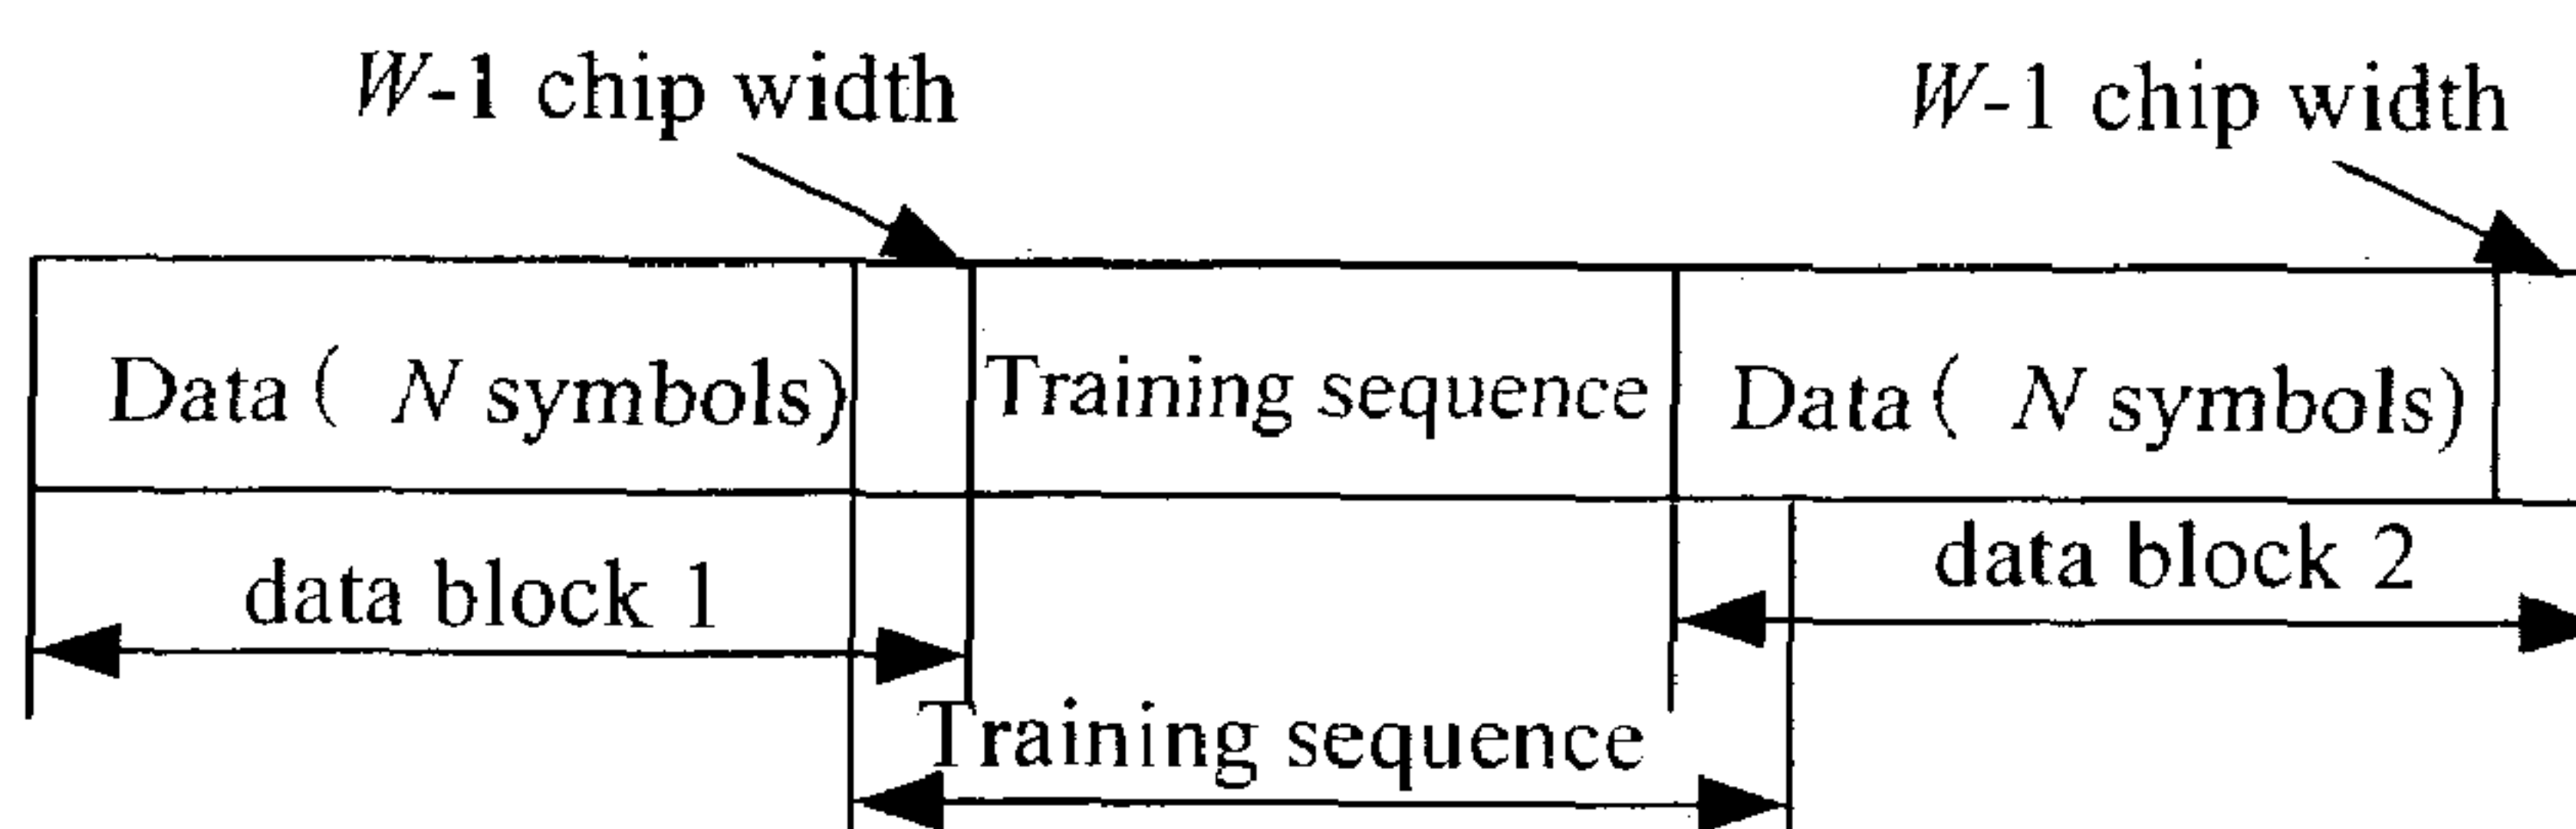 W-1 chip width
W-1 chip width
Data ( N symbols)
Training sequence
Data ( N symbols)
data block 1
data block 2
Training sequence